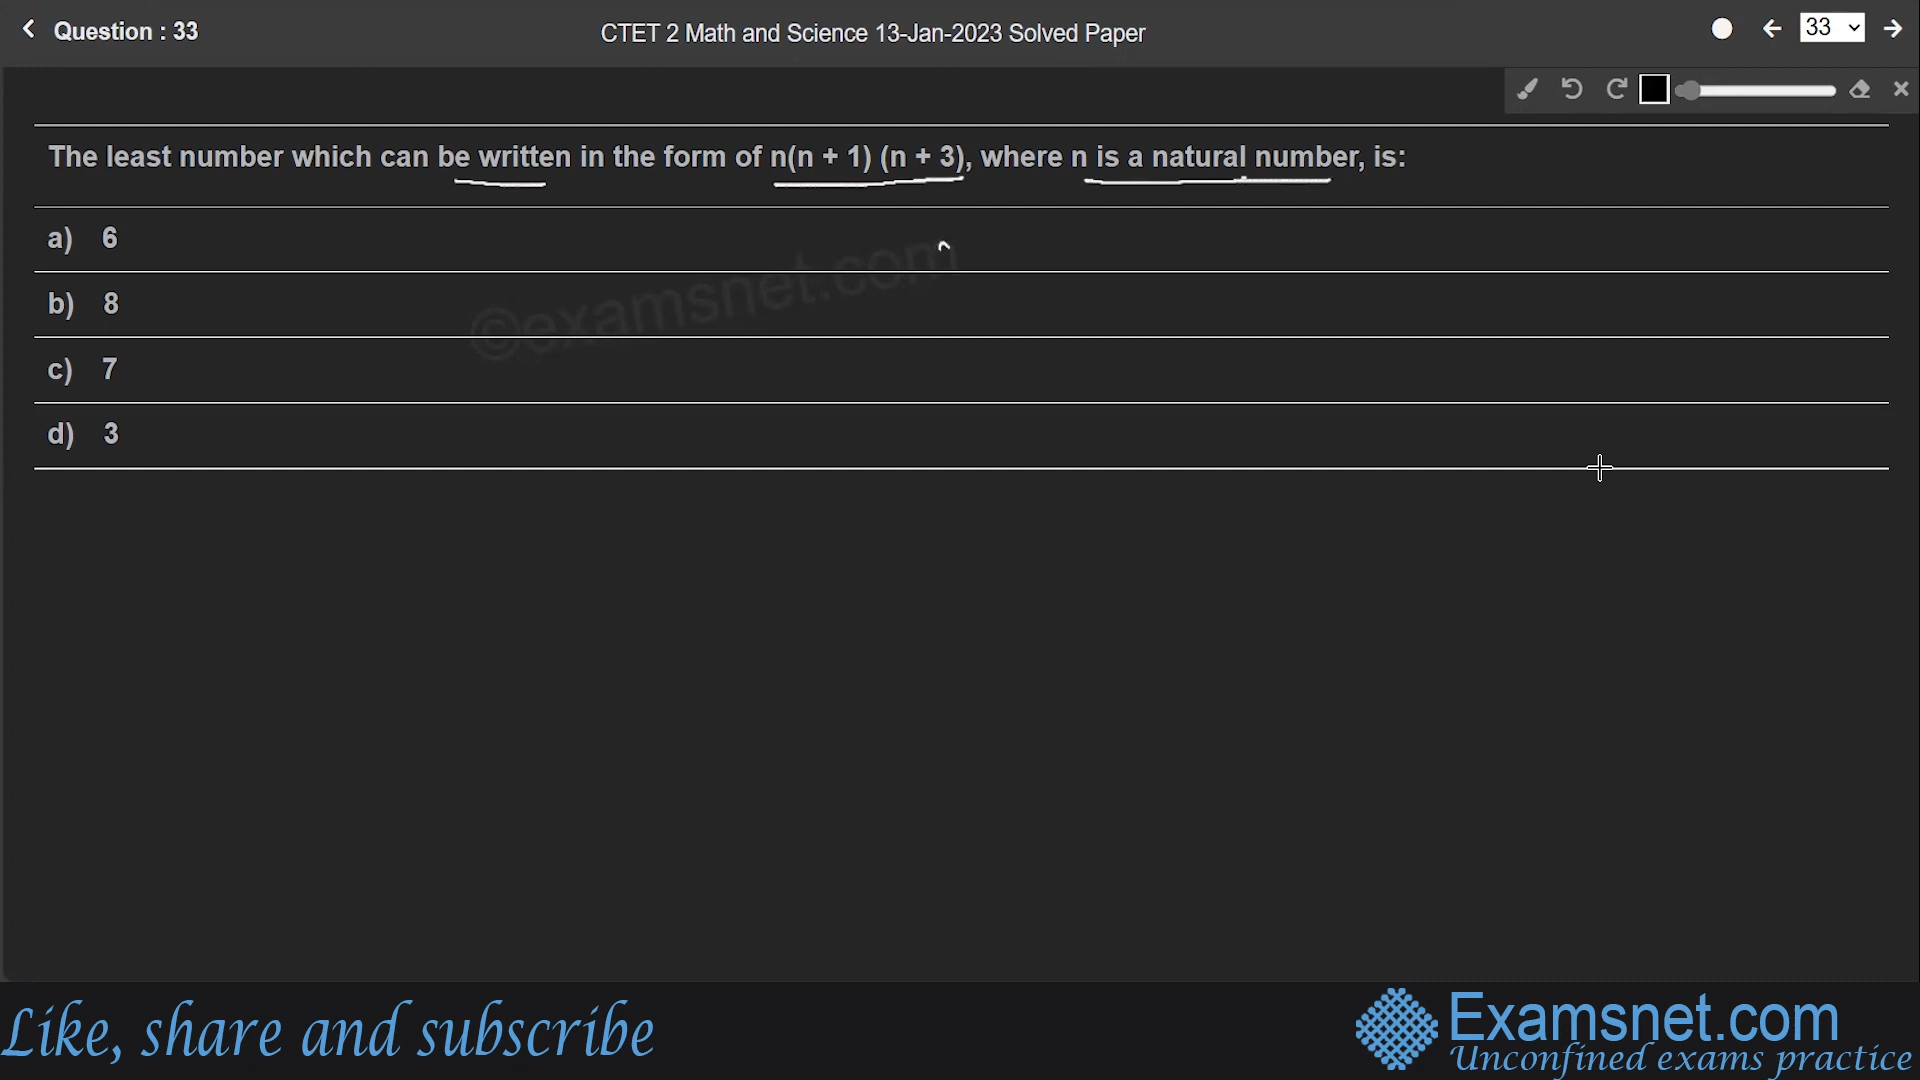 Question : 33
CTET 2 Math and Science 13-Jan-2023 Solved Paper
33
The least number which can be written in the form of n(n + 1) (n + 3), where n is a natural number, is:
a) 6
b) 8
c) 7
d) 3
©examsnet.com
Like, share and subscribe
Examsnet.com
Unconfined exams practice